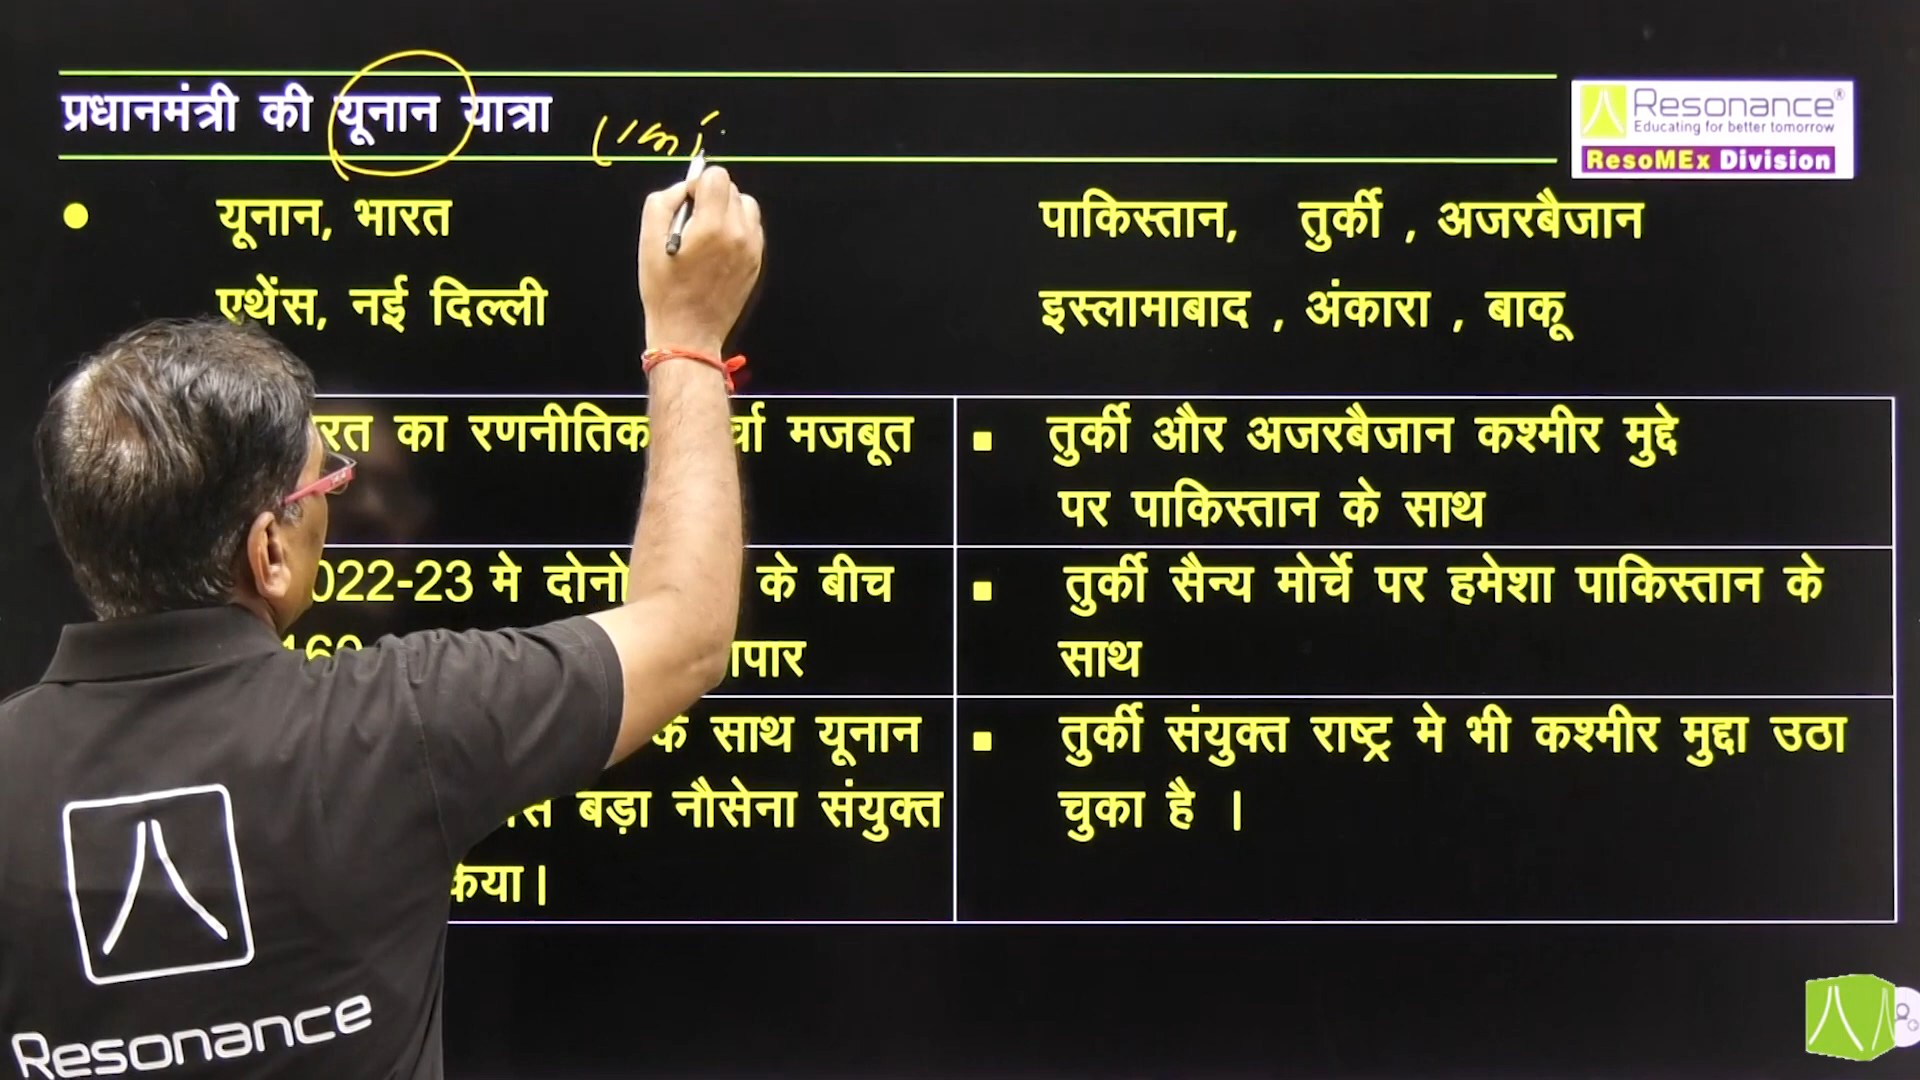 प्रधानमंत्री की यूनान यात्रा
Resonance®
Educating for better tomorrow
ResoMEx Division
यूनान, भारत
पाकिस्तान, तुर्की , अजरबैजान
एथेंस, नई दिल्ली
इस्लामाबाद , अंकारा , बाकू
का रणनीतिक मजबूत
तुर्की और अजरबैजान कश्मीर मुद्दे
पर पाकिस्तान के साथ
022-23 मे दोनो के बीच
तुर्की सैन्य मोर्चे पर हमेशा पाकिस्तान के
साथ
के साथ यूनान
बड़ा नौसेना संयुक्त
तुर्की संयुक्त राष्ट्र मे भी कश्मीर मुद्दा उठा
चुका है ।
Resonance